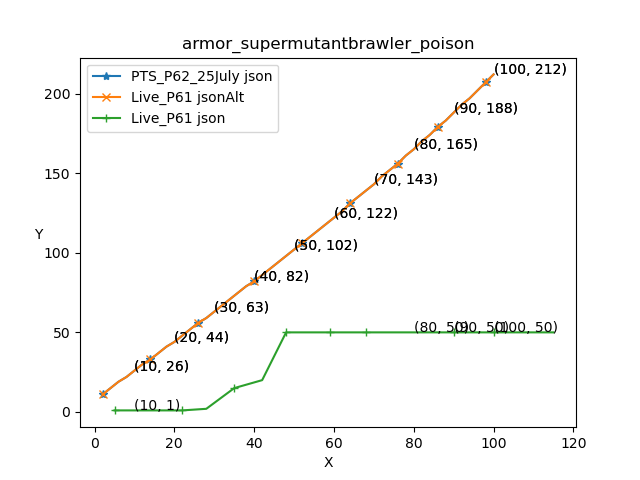 armor_supermutantbrawler_poison
PTS_P62_25July json
Live_P61 jsonAlt
Live_P61 json
(100, 212)
(90, 188)
(80, 165)
(70, 143)
(60, 122)
(50, 102)
(40, 82)
(30, 63)
(20, 44)
(10, 26)
(10, 1)
(80, 50)
(90, 50)
(100, 50)
Y
200
150
100
50
0
0 20 40 60 80 100 120
X